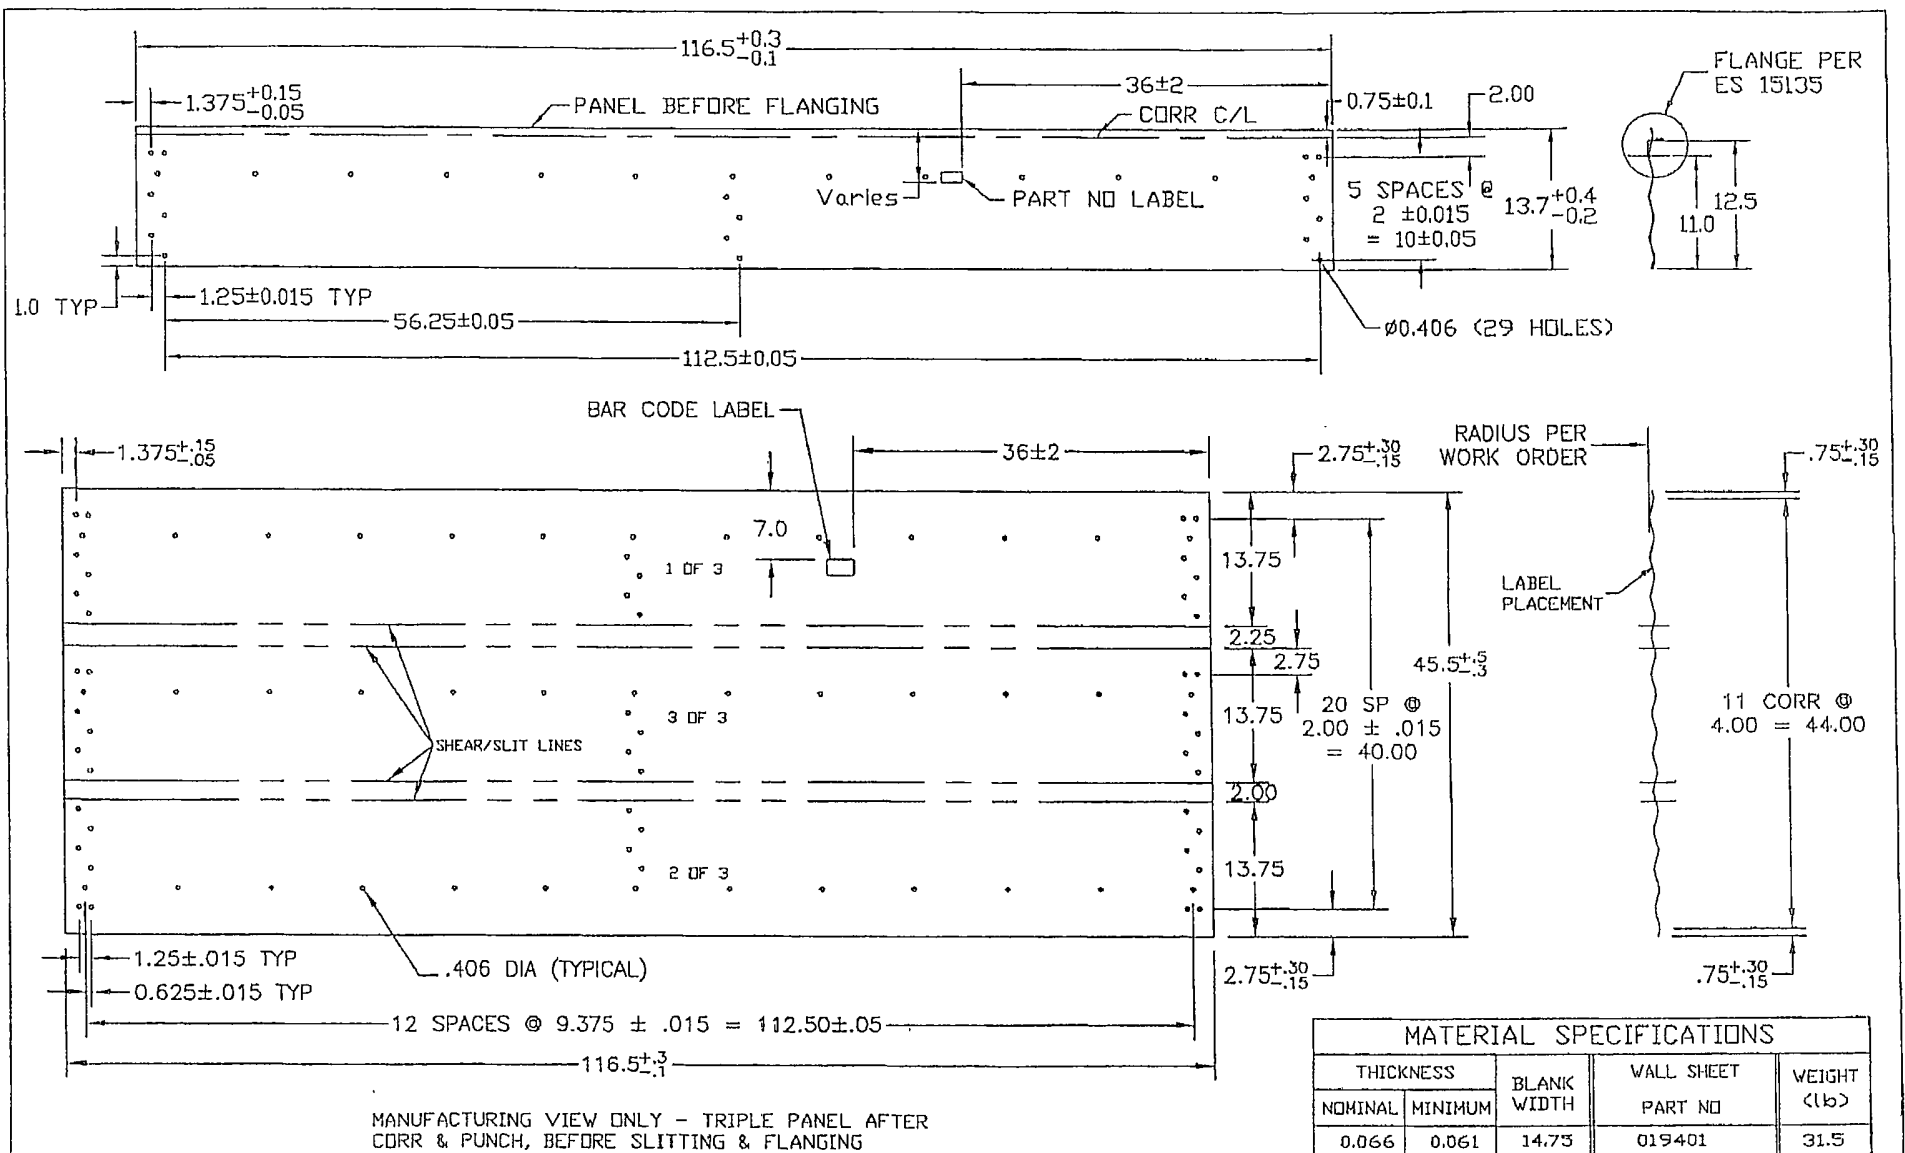 116.5+0.3
-0.1
36±2
FLANGE PER
ES 15135
1.375+0.15
-0.05
PANEL BEFORE FLANGING
CORR C/L
0.75±0.1
2.00
Varies
PART NO LABEL
5 SPACES @
2 ±0.015
= 10±0.05
13.7+0.4
-0.2
11.0
12.5
1.0 TYP
1.25±0.015 TYP
56.25±0.05
112.5±0.05
ø0.406 (29 HOLES)
BAR CODE LABEL
1.375+.15
-.05
36±2
2.75+.30
-.15
RADIUS PER
WORK ORDER
.75+.30
-.15
7.0
1 OF 3
13.75
LABEL
PLACEMENT
2.25
2.75
45.5+.5
-.3
3 OF 3
13.75
20 SP @
2.00 ± .015
= 40.00
11 CORR @
4.00 = 44.00
SHEAR/SLIT LINES
2.00
2 OF 3
13.75
1.25±.015 TYP
.406 DIA (TYPICAL)
2.75+.30
-.15
.75+.30
-.15
0.625±.015 TYP
12 SPACES @ 9.375 ± .015 = 112.50±.05
116.5+.3
-.1
MANUFACTURING VIEW ONLY - TRIPLE PANEL AFTER
CORR & PUNCH, BEFORE SLITTING & FLANGING
MATERIAL SPECIFICATIONS
THICKNESS
BLANK
WIDTH
WALL SHEET
PART NO
WEIGHT
(lb)
NOMINAL MINIMUM
0.066 0.061 14.73 019401 31.5